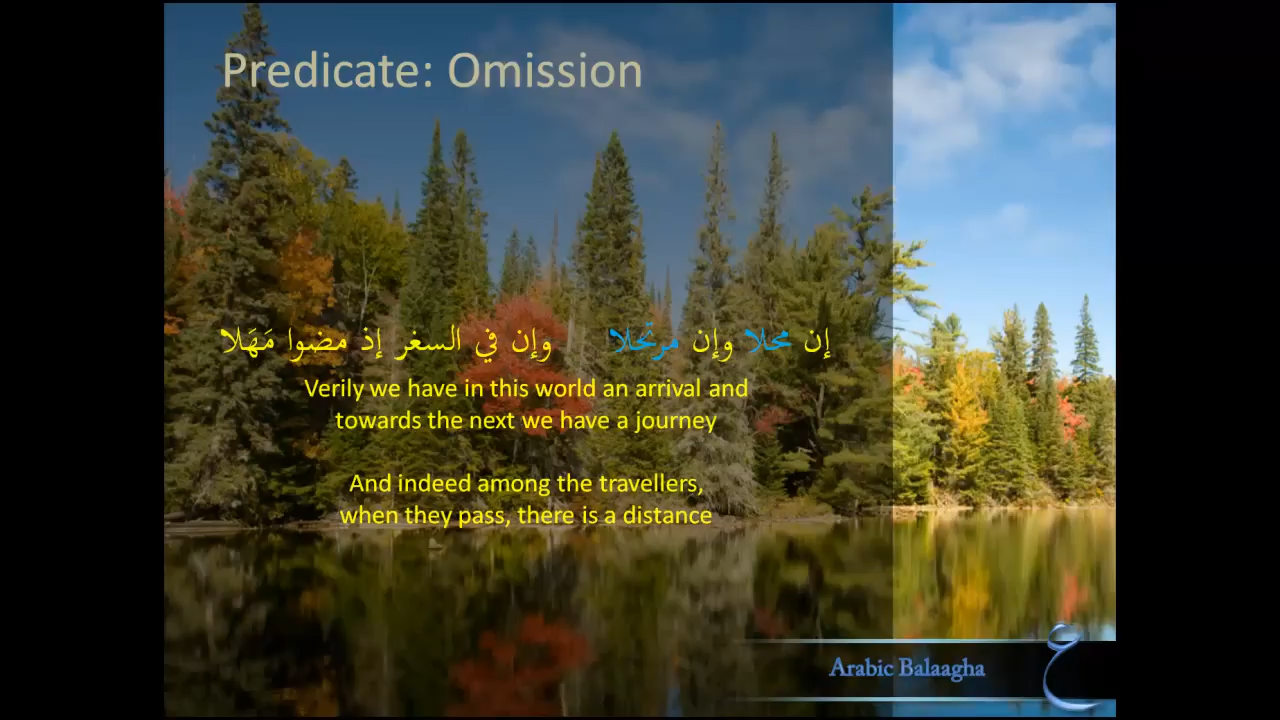 Predicate: Omission
إن محلا وإن مرتحلا وإن في السغر إذ مضوا مَهَلا
Verily we have in this world an arrival and
towards the next we have a journey
And indeed among the travellers,
when they pass, there is a distance
Arabic Balaagha
ع